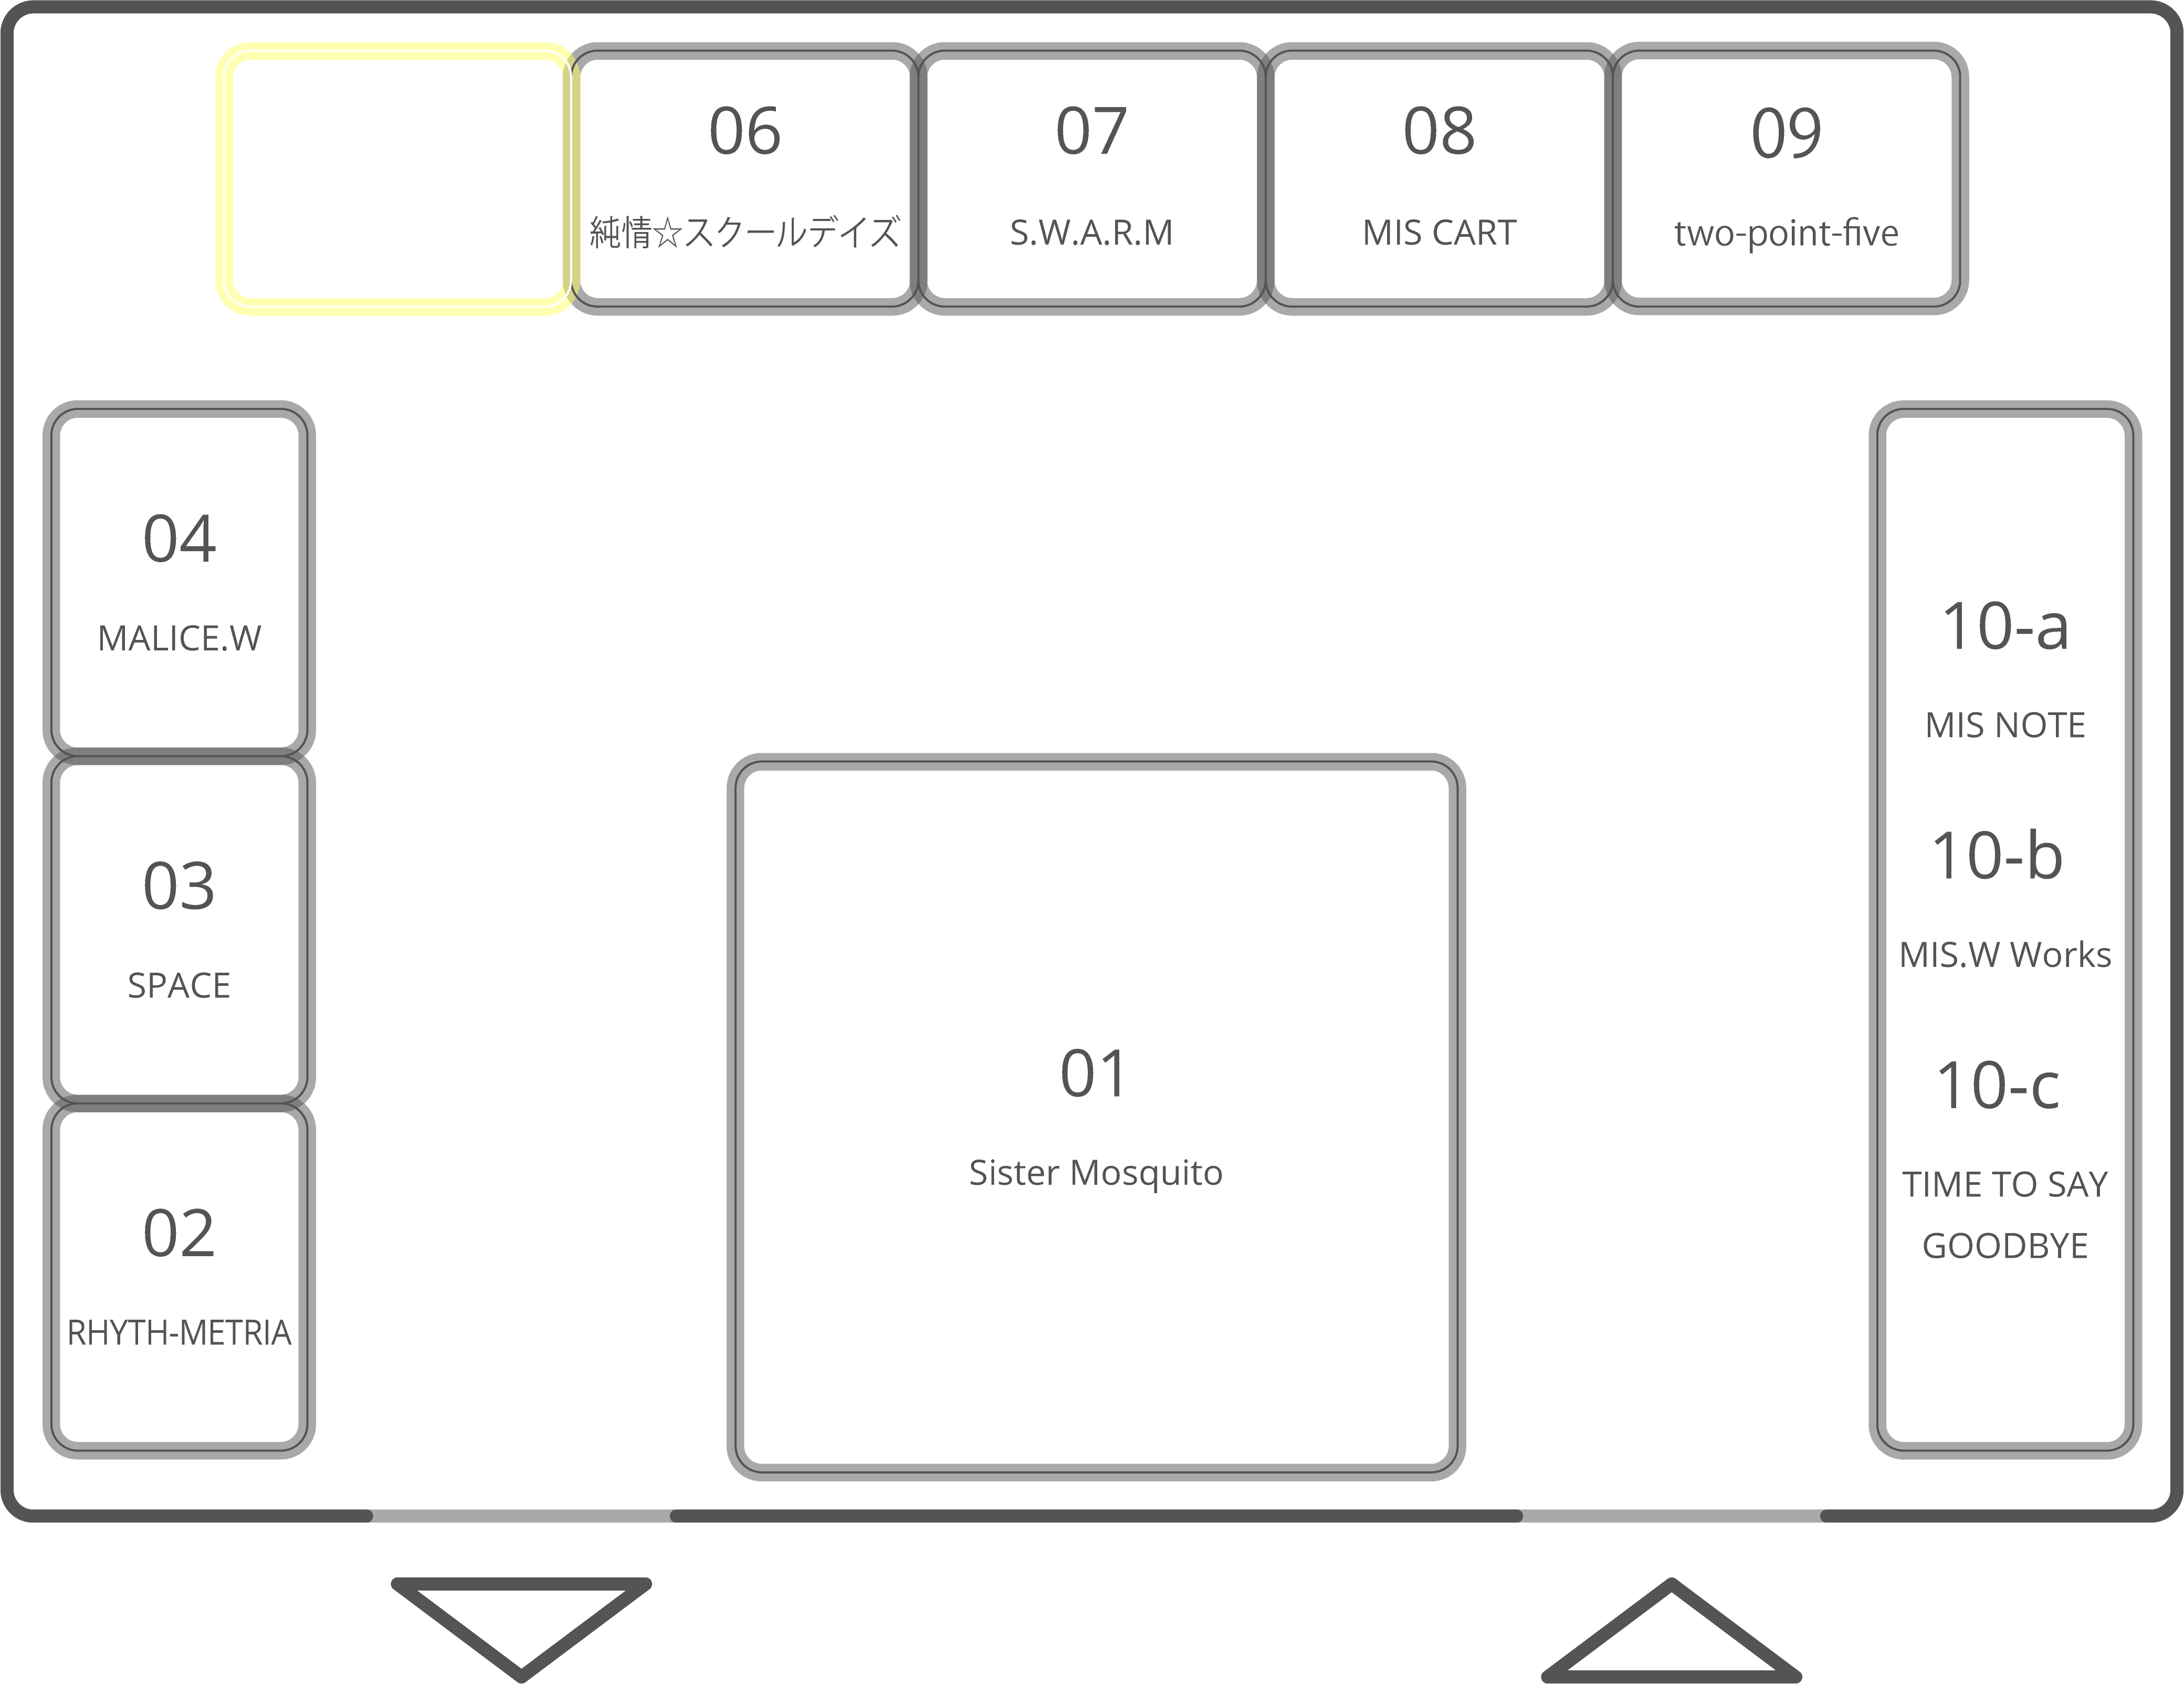 06
純情☆スクールデイズ
07
S.W.A.R.M
08
MIS CART
09
two-point-five
04
MALICE.W
03
SPACE
02
RHYTH-METRIA
01
Sister Mosquito
10-a
MIS NOTE
10-b
MIS.W Works
10-c
TIME TO SAY
GOODBYE